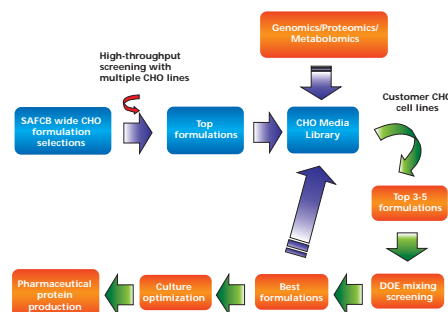 Genomics/Proteomics/
Metabolomics
High-throughput
screening with
multiple CHO lines
Customer CHO
cell lines
SAFCB wide CHO
formulation
selections
Top
formulations
CHO Media
Library
Top 3-5
formulations
Pharmaceutical
protein
production
Culture
optimization
Best
formulations
DOE mixing
screening